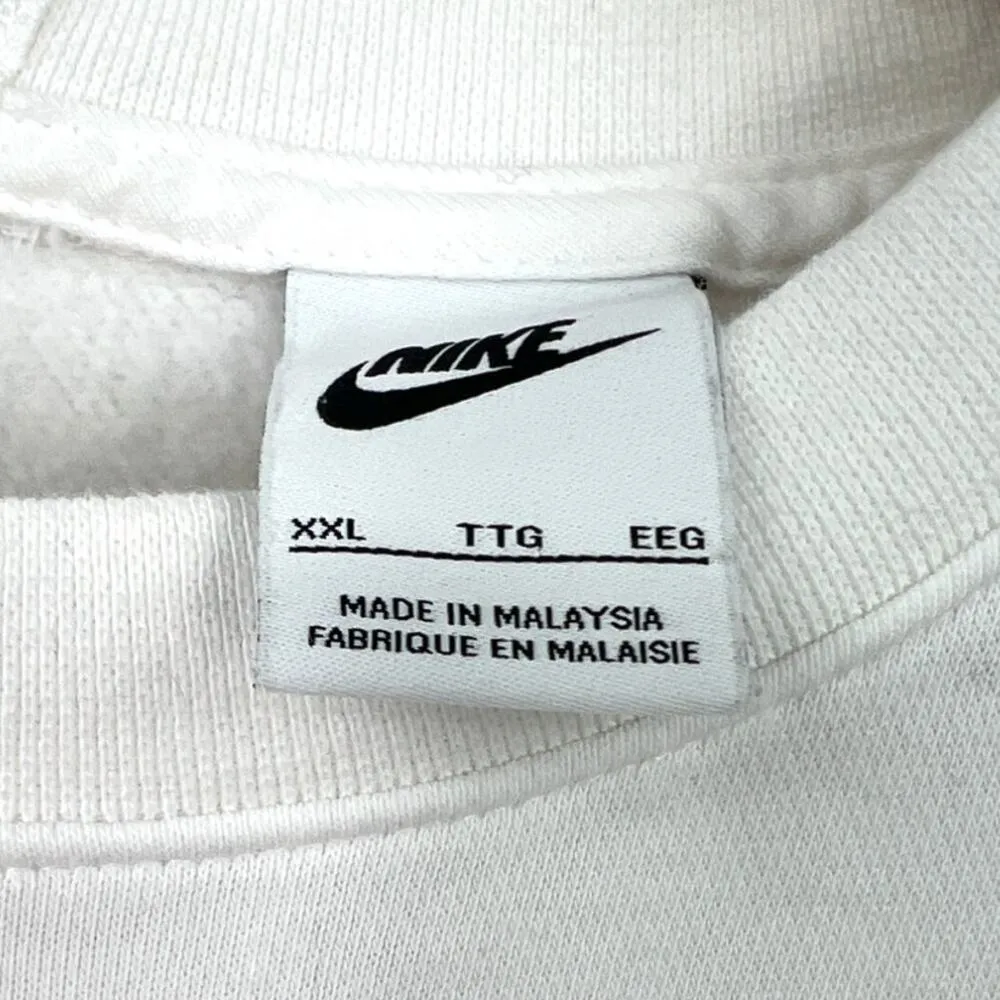 NIKE
XXL TTG EEG
MADE IN MALAYSIA
FABRIQUE EN MALAISIE